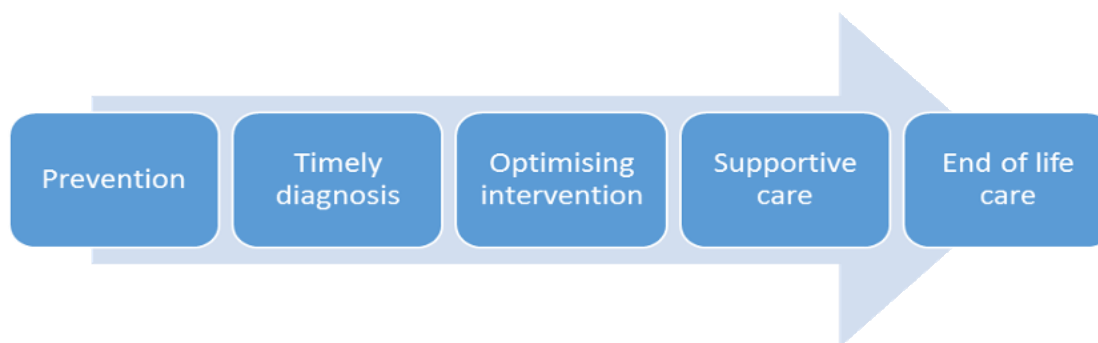 Prevention
Timely
diagnosis
Optimising
intervention
Supportive
care
End of life
care